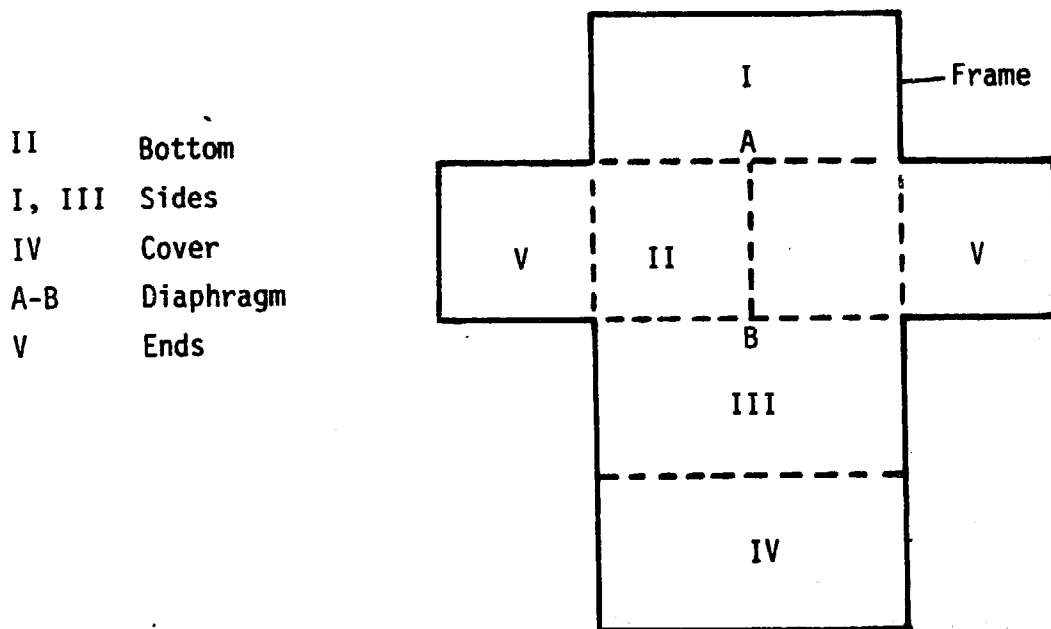 II Bottom
I, III Sides
IV Cover
A-B Diaphragm
V Ends
I
Frame
A
V
II
V
B
III
IV